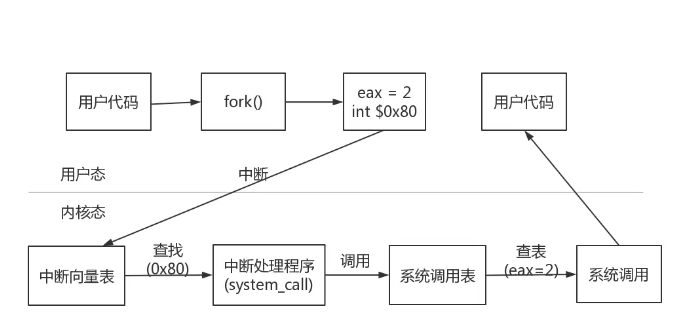 用户代码
fork()
eax = 2
int $0x80
用户代码
用户态
中断
内核态
中断向量表
查找
(0x80)
中断处理程序
(system_call)
调用
系统调用表
查表
(eax=2)
系统调用